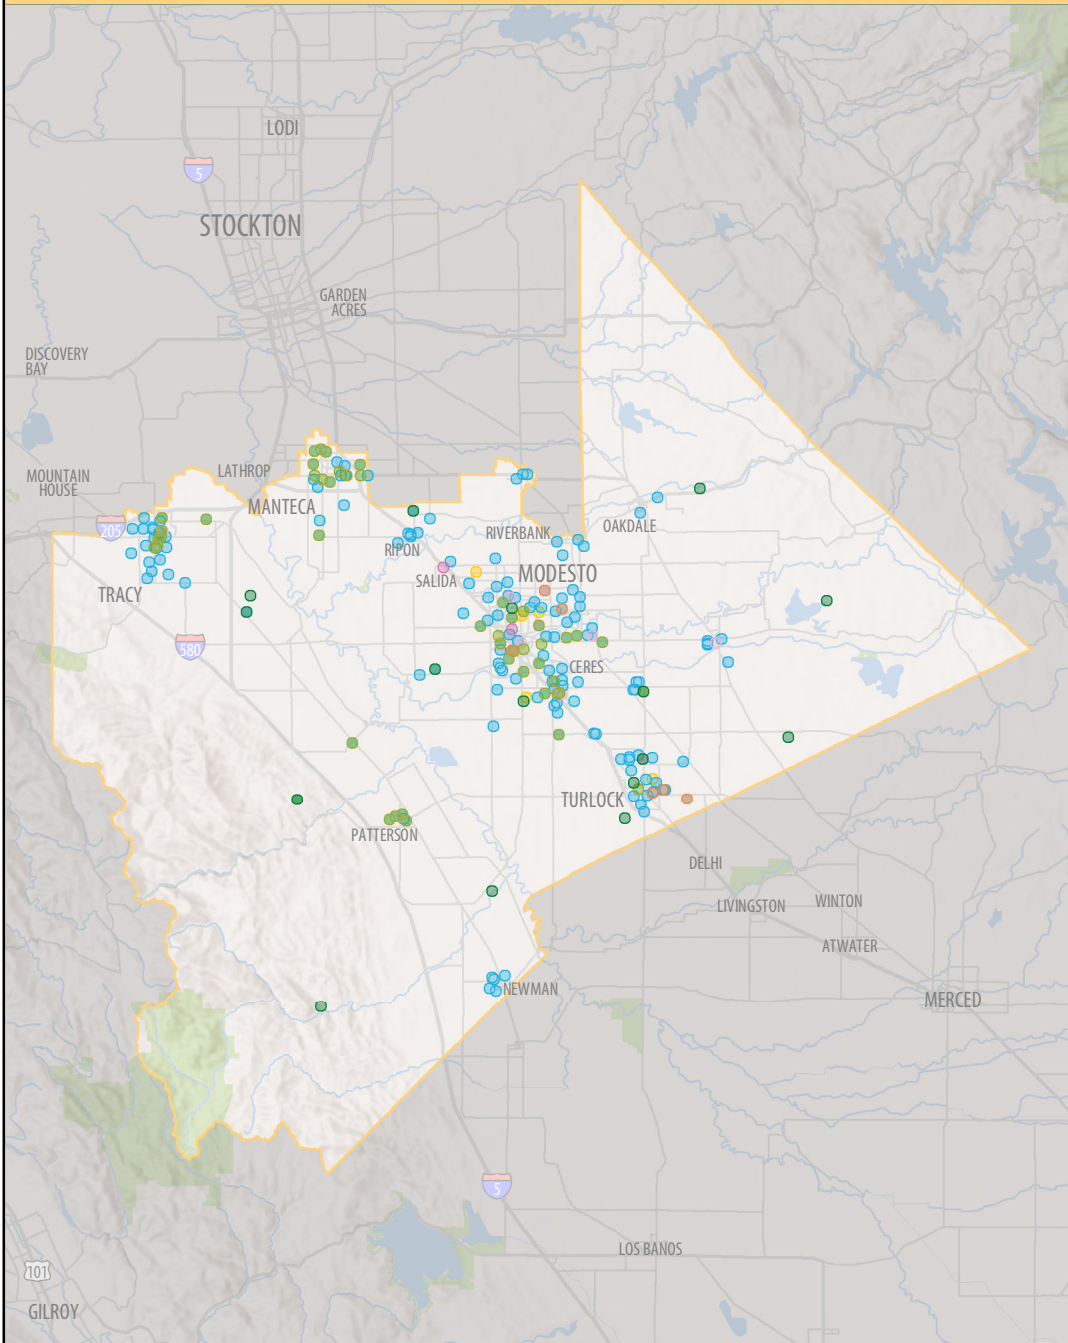 LODI
5
STOCKTON
GARDEN
ACRES
DISCOVERY
BAY
MOUNTAIN
HOUSE
LATHROP
MANTECA
205
RIPON
RIVERBANK
OAKDALE
SALIDA
MODESTO
TRACY
580
CERES
TURLOCK
PATTERSON
DELHI
LIVINGSTON
WINTON
ATWATER
NEWMAN
MERCED
5
LOS BANOS
101
GILROY